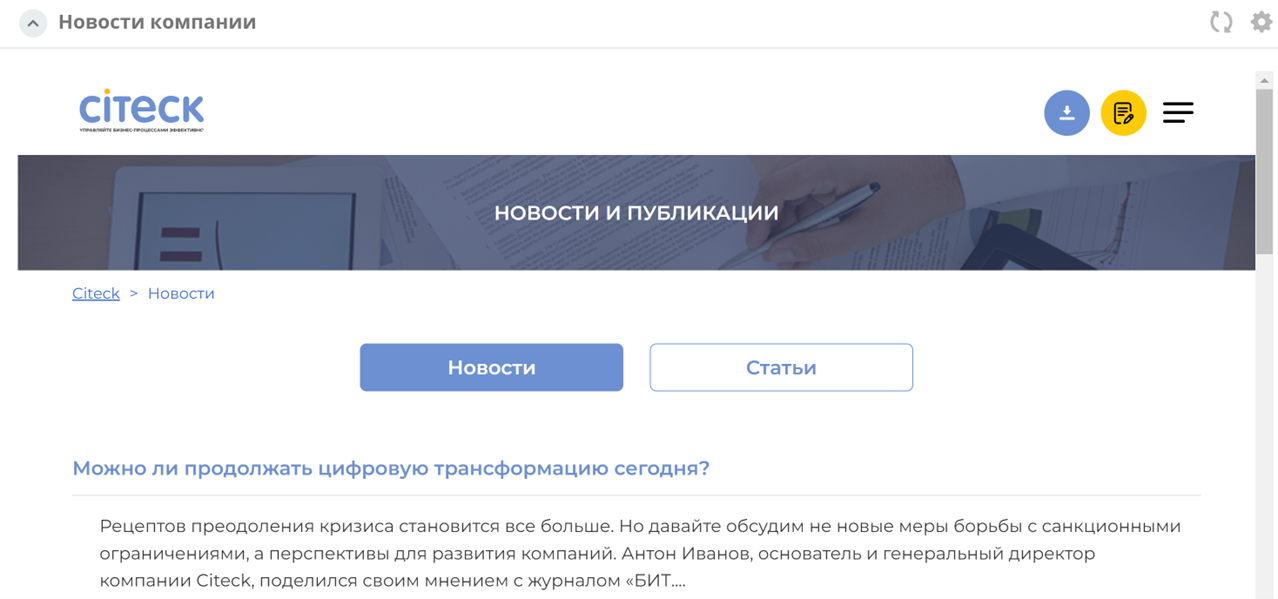 Новости компании
citeck
УПРАВЛЯЙТЕ БИЗНЕС-ПРОЦЕССАМИ ЭФФЕКТИВНО
НОВОСТИ И ПУБЛИКАЦИИ
Citeck > Новости
Новости Статьи
Можно ли продолжать цифровую трансформацию сегодня?
Рецептов преодоления кризиса становится все больше. Но давайте обсудим не новые меры борьбы с санкционными
ограничениями, а перспективы для развития компаний. Антон Иванов, основатель и генеральный директор
компании Citeck, поделился своим мнением с журналом «БИТ....